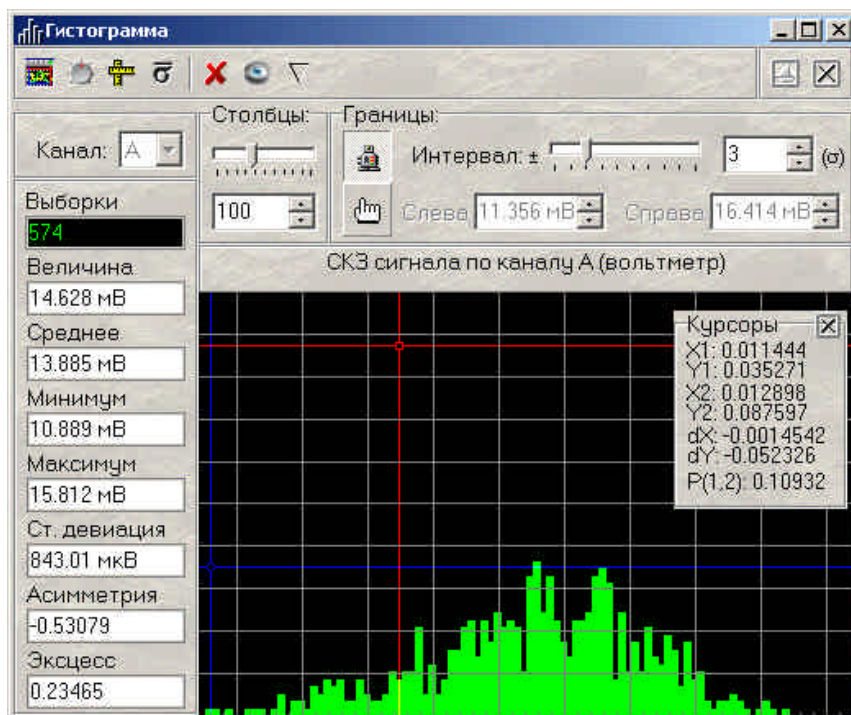 Гистограмма
Столбцы:
Границы:
Канал: A
Интервал: ±
3
(σ)
100
Слева 11.356 мВ
Справа 16.414 мВ
Выборки
574
Величина
14.628 мВ
Среднее
13.885 мВ
Минимум
10.889 мВ
Максимум
15.812 мВ
Ст. девиация
843.01 мкВ
Асимметрия
-0.53079
Эксцесс
0.23465
СКЗ сигнала по каналу А (вольтметр)
Курсоры
X1: 0.011444
Y1: 0.035271
X2: 0.012898
Y2: 0.087597
dX: -0.0014542
dY: -0.052326
P(1,2): 0.10932